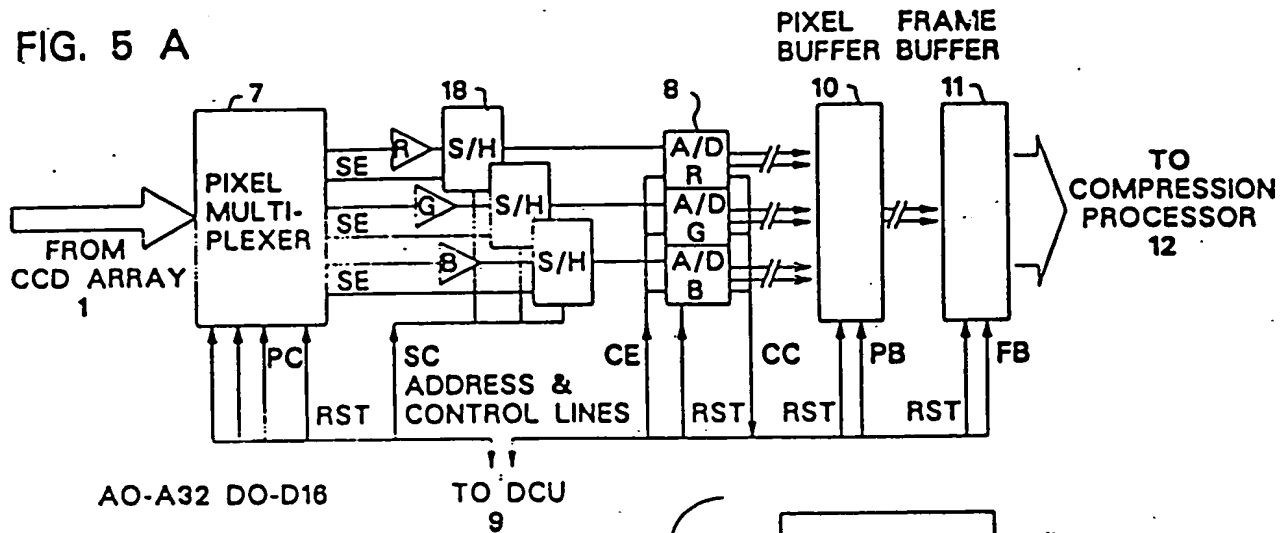 FIG. 5 A
PIXEL BUFFER
FRAME BUFFER
7
18
8
10
11
PIXEL MULTI-PLEXER
SE
SE
SE
R
G
B
S/H
S/H
S/H
A/D R
A/D G
A/D B
FROM CCD ARRAY 1
TO COMPRESSION PROCESSOR 12
PC
RST
SC
ADDRESS & CONTROL LINES
CE
RST
CC
RST
PB
RST
FB
AO-A32 DO-D16
TO DCU 9